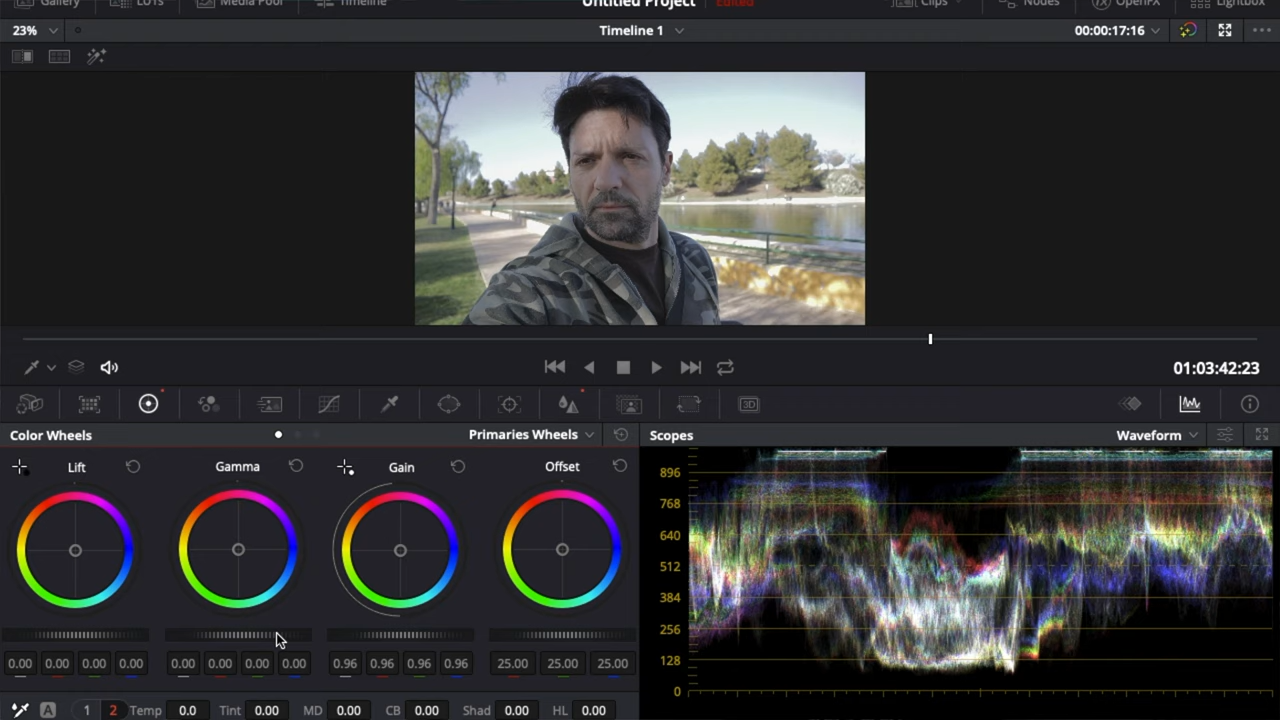 Gallery LUTs Media Pool Timeline Untitled Project Edited Clips Nodes OpenFX Lightbox
23% Timeline 1 00:00:17:16
01:03:42:23
Color Wheels Primaries Wheels Scopes Waveform
Lift Gamma Gain Offset
896
768
640
512
384
256
128
0
0.00 0.00 0.00 0.00 0.00 0.00 0.00 0.00 0.96 0.96 0.96 0.96 25.00 25.00 25.00
A 1 2 Temp 0.0 Tint 0.00 MD 0.00 CB 0.00 Shad 0.00 HL 0.00
3D